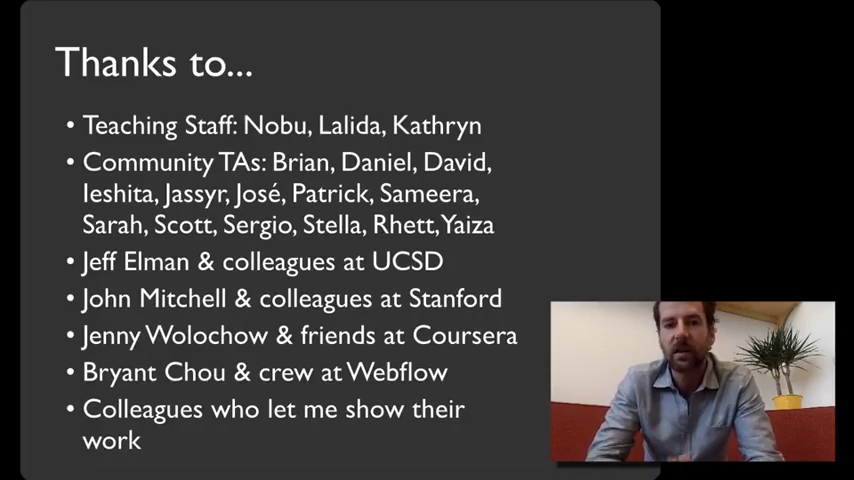 Thanks to...
• Teaching Staff: Nobu, Lalida, Kathryn
• Community TAs: Brian, Daniel, David,
Ieshita, Jassyr, José, Patrick, Sameera,
Sarah, Scott, Sergio, Stella, Rhett, Yaiza
• Jeff Elman & colleagues at UCSD
• John Mitchell & colleagues at Stanford
• Jenny Wolochow & friends at Coursera
• Bryant Chou & crew at Webflow
• Colleagues who let me show their
work